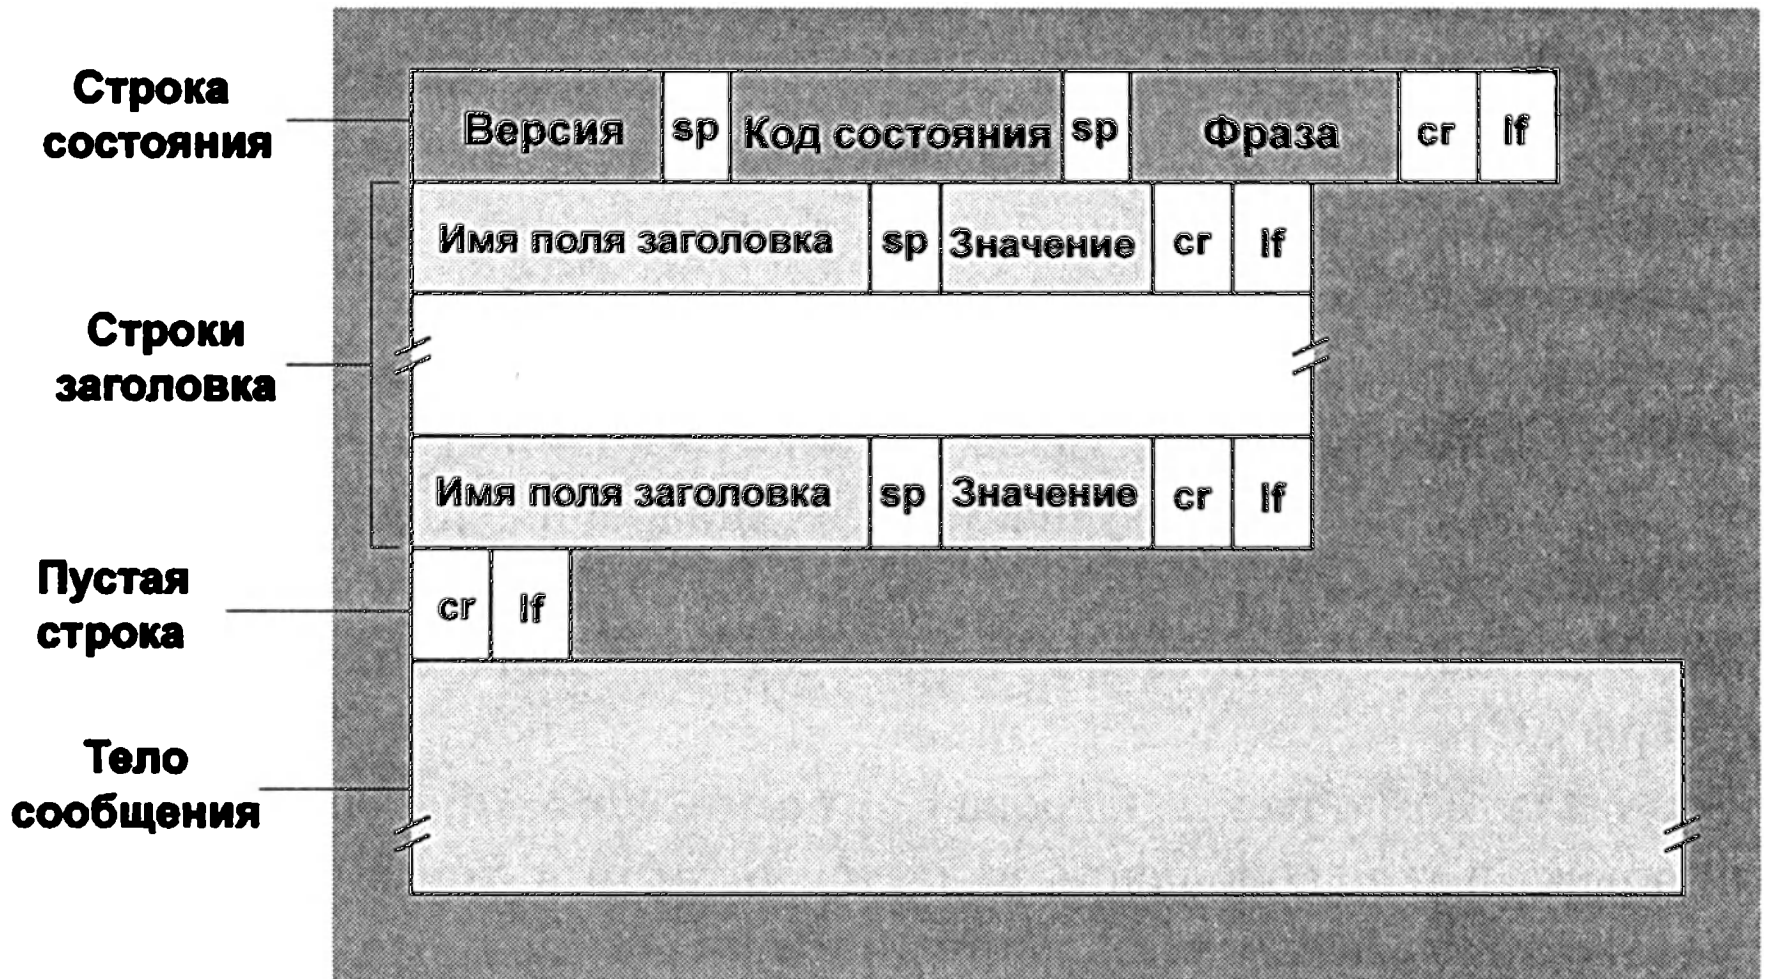 Строка
состояния
Версия sp Код состояния sp Фраза cr lf
Имя поля заголовка sp Значение cr lf
Строки
заголовка
Имя поля заголовка sp Значение cr lf
Пустая
строка
cr lf
Тело
сообщения